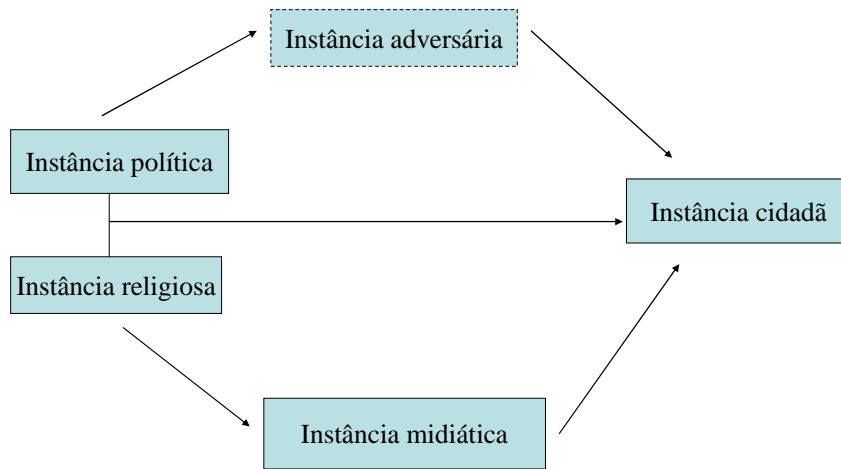 Instância adversária
Instância política
Instância cidadã
Instância religiosa
Instância midiática